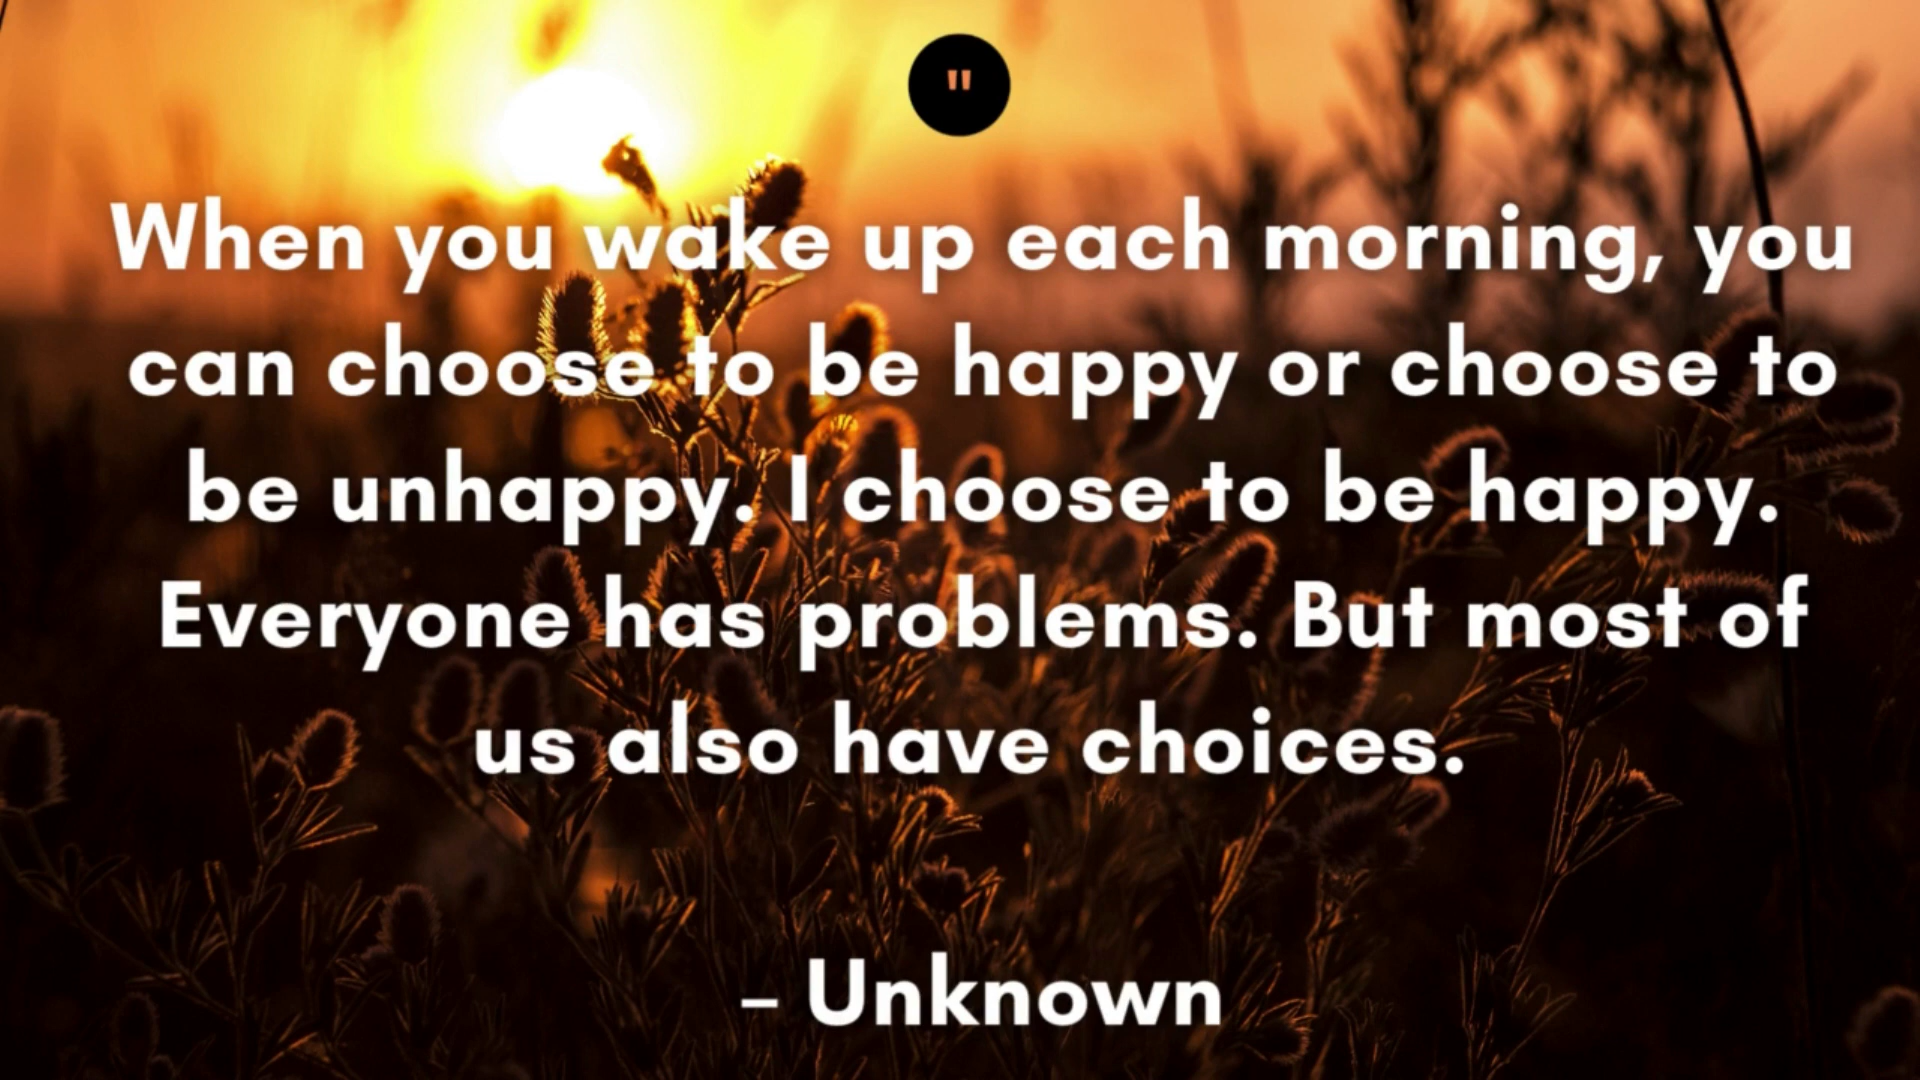 "
When you wake up each morning, you
can choose to be happy or choose to
be unhappy. I choose to be happy.
Everyone has problems. But most of
us also have choices.
– Unknown